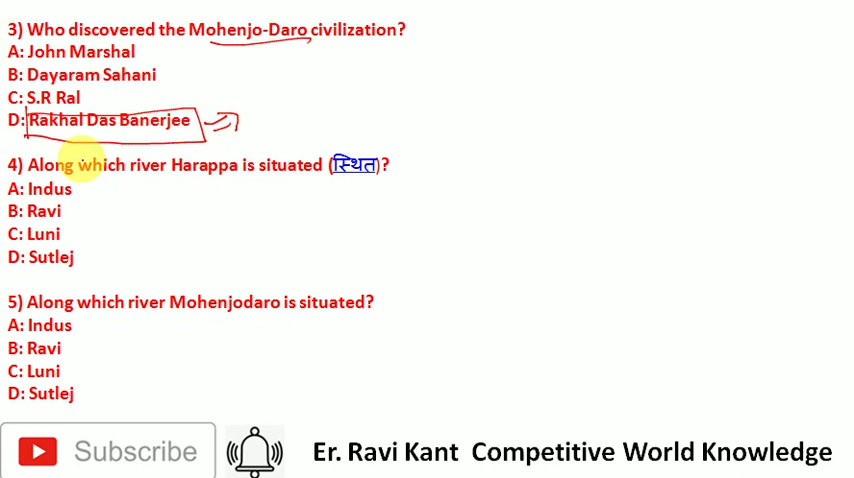 3) Who discovered the Mohenjo-Daro civilization?
A: John Marshal
B: Dayaram Sahani
C: S.R Ral
D: Rakhal Das Banerjee
4) Along which river Harappa is situated (स्थित)?
A: Indus
B: Ravi
C: Luni
D: Sutlej
5) Along which river Mohenjodaro is situated?
A: Indus
B: Ravi
C: Luni
D: Sutlej
Subscribe
Er. Ravi Kant Competitive World Knowledge